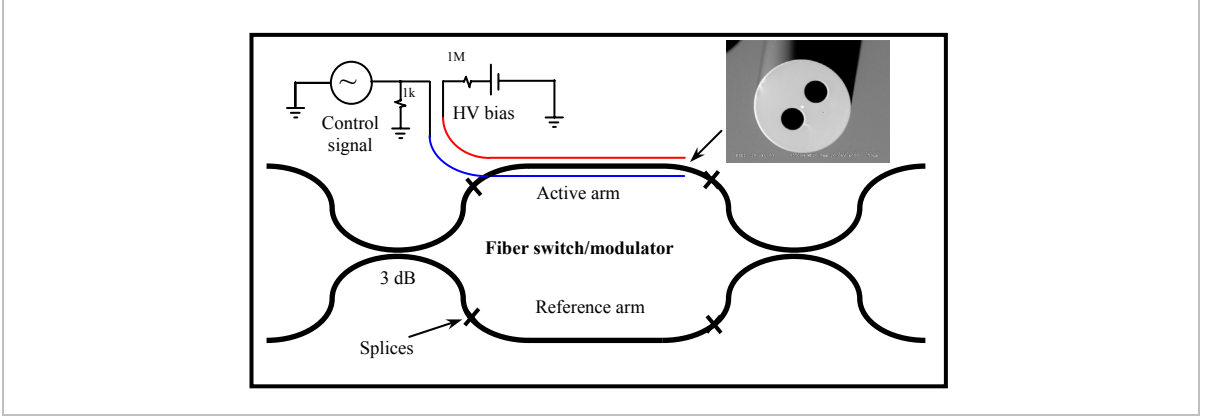 1M
~
1k
HV bias
Control
signal
Active arm
Fiber switch/modulator
3 dB
Reference arm
Splices